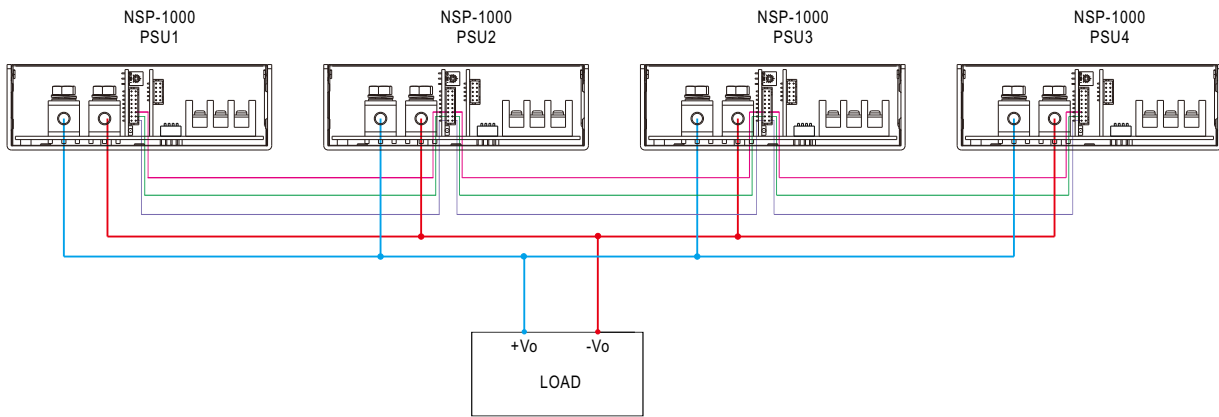 NSP-1000
PSU1
NSP-1000
PSU2
NSP-1000
PSU3
NSP-1000
PSU4
+Vo
-Vo
LOAD